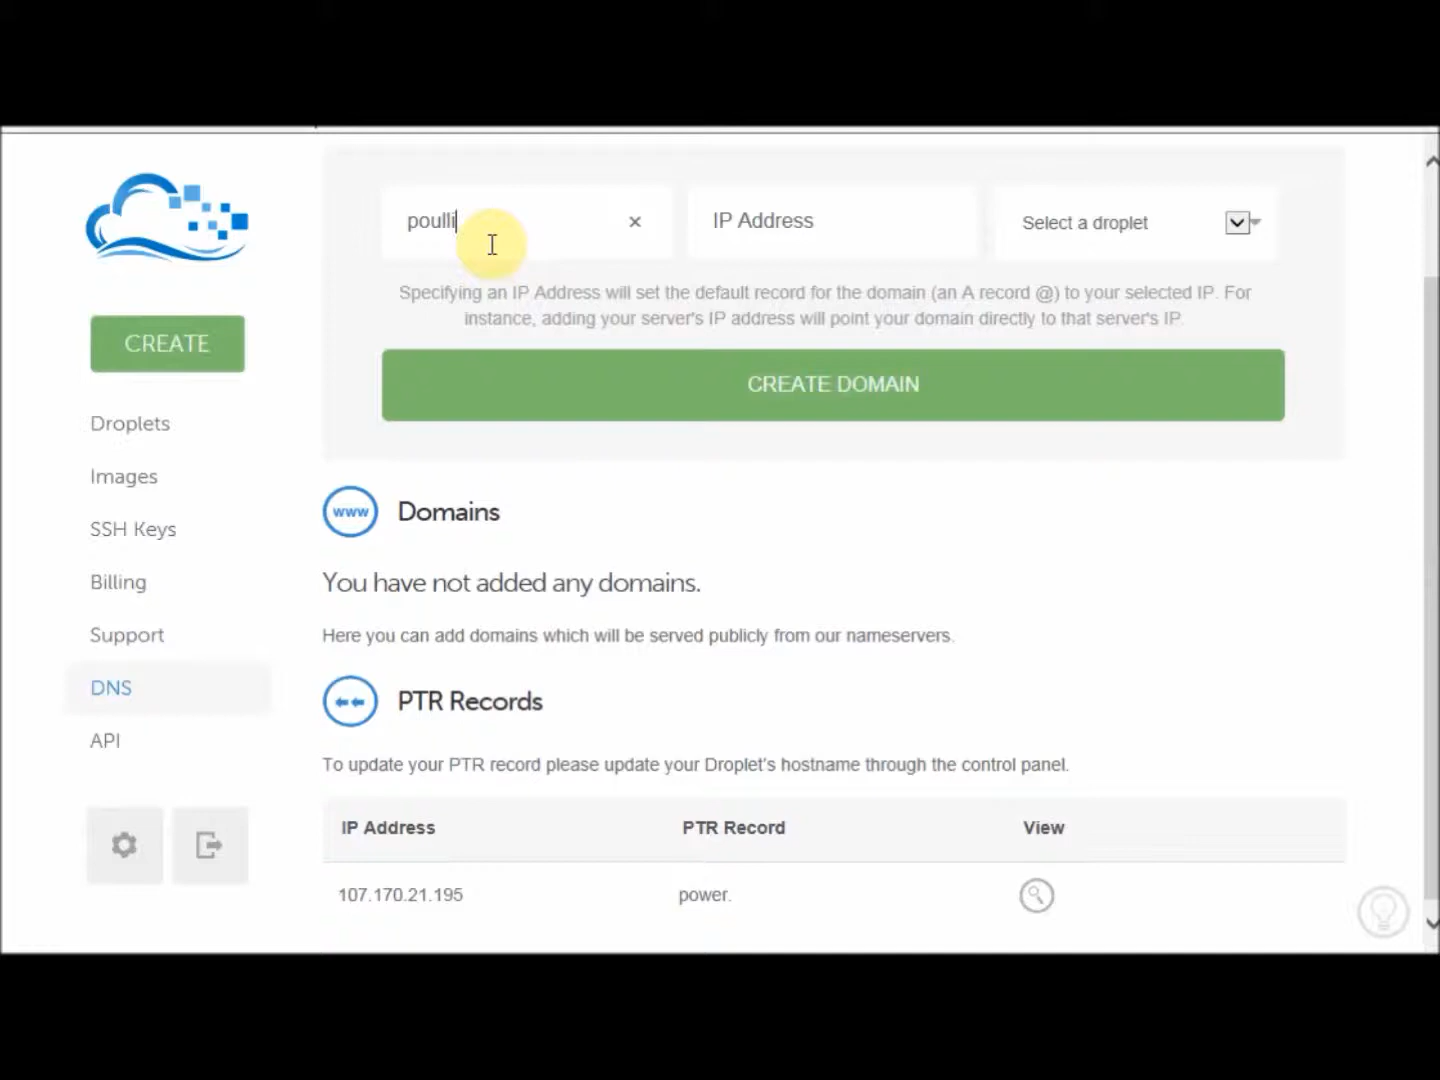 poulli
IP Address
Select a droplet
Specifying an IP Address will set the default record for the domain (an A record @) to your selected IP. For
instance, adding your server's IP address will point your domain directly to that server's IP.
CREATE
CREATE DOMAIN
Droplets
Images
SSH Keys
Billing
Support
DNS
API
www
Domains
You have not added any domains.
Here you can add domains which will be served publicly from our nameservers.
PTR Records
To update your PTR record please update your Droplet's hostname through the control panel.
IP Address PTR Record View
107.170.21.195 power.